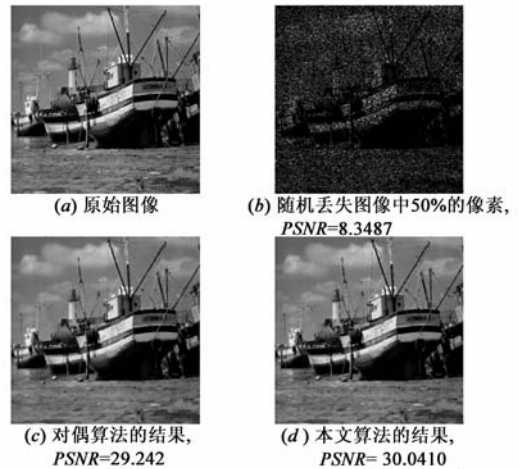 (a) 原始图像
(b) 随机丢失图像中50%的像素,
PSNR=8.3487
(c) 对偶算法的结果,
PSNR=29.242
(d) 本文算法的结果,
PSNR= 30.0410